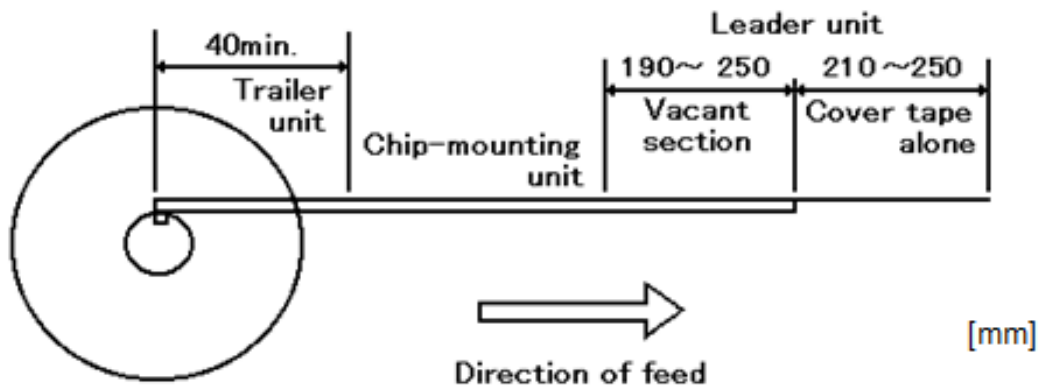 Leader unit
40min.
190～ 250
210 ～250
Trailer
unit
Vacant
section
Cover tape
alone
Chip-mounting
unit
[mm]
Direction of feed